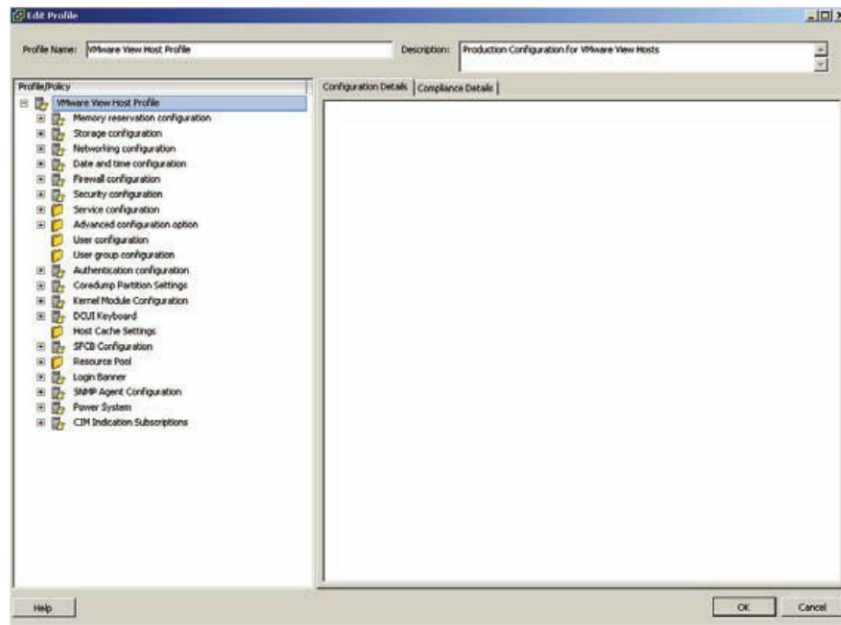 Edit Profile
Profile Name: VMware View Host Profile Description: Production Configuration for VMware View Hosts
Profile/Policy Configuration Details Compliance Details
VMware View Host Profile
Memory reservation configuration
Storage configuration
Networking configuration
Date and time configuration
Firewall configuration
Security configuration
Service configuration
Advanced configuration option
User configuration
User group configuration
Authentication configuration
Coredump Partition Settings
Kernel Module Configuration
DCUI Keyboard
Host Cache Settings
SFCB Configuration
Resource Pool
Login Banner
SNMP Agent Configuration
Power System
CIM Indication Subscriptions
Help OK Cancel